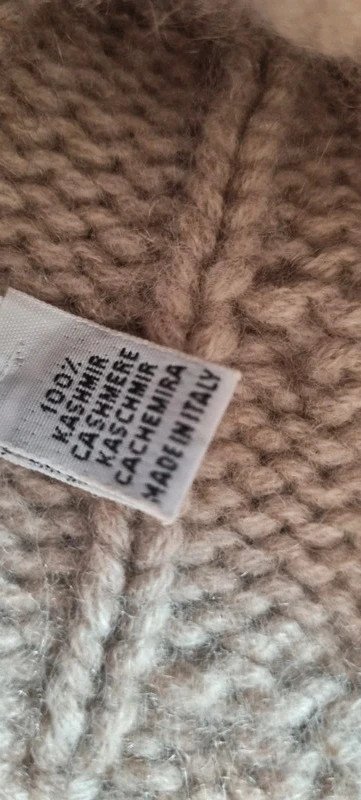 100%
KASHMIR
CASHMERE
KASCHMIR
CACHEMIRA
MADE IN ITALY